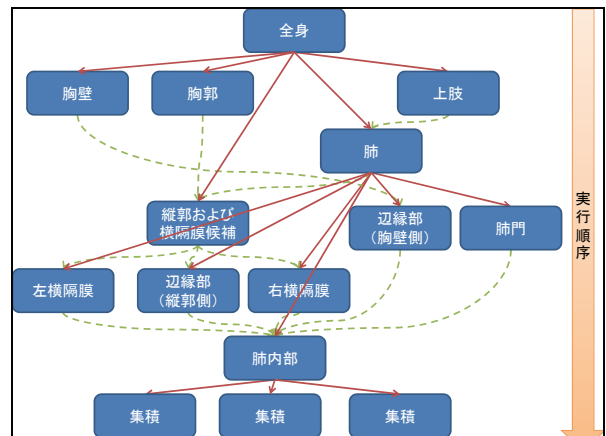 全身
胸壁
胸郭
上肢
肺
縦郭および
横隔膜候補
辺縁部
（胸壁側）
肺門
左横隔膜
辺縁部
（縦郭側）
右横隔膜
肺内部
集積
集積
集積
実行順序